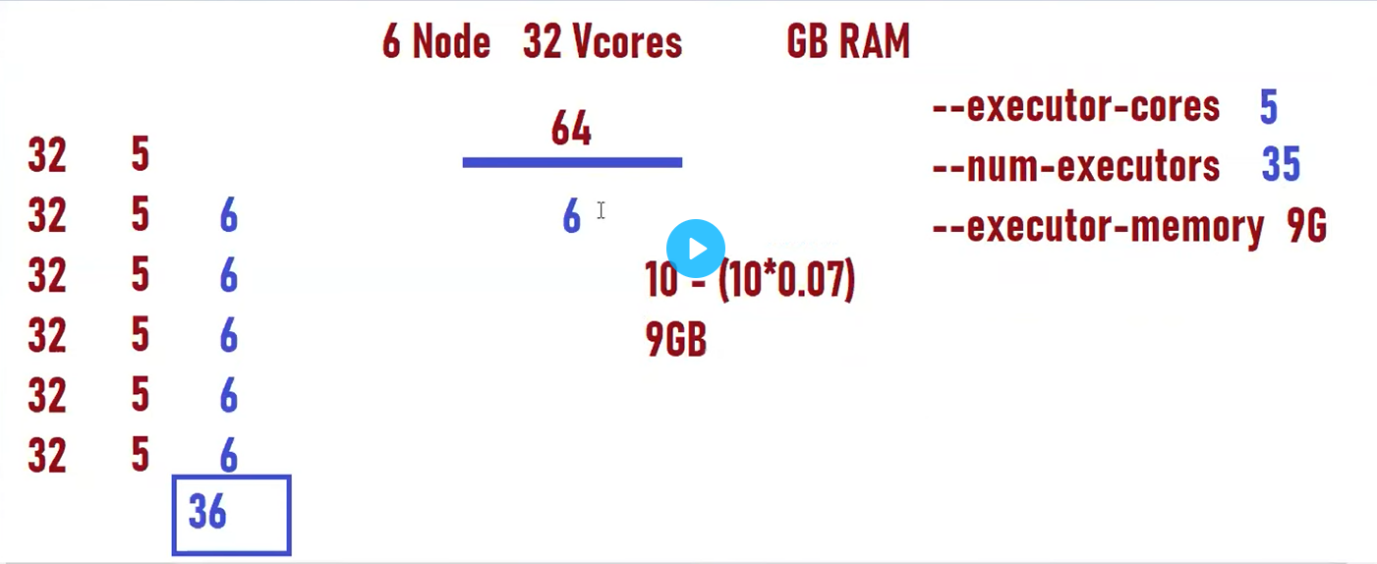 6 Node 32 Vcores GB RAM
64
6
10 - (10*0.07)
9GB
--executor-cores 5
--num-executors 35
--executor-memory 9G
32 5
32 5 6
32 5 6
32 5 6
32 5 6
32 5 6
36